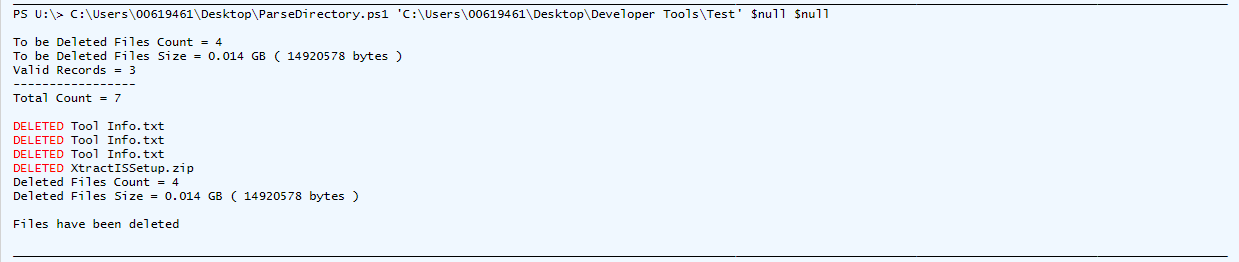 PS U:\> C:\Users\00619461\Desktop\ParseDirectory.ps1 'C:\Users\00619461\Desktop\Developer Tools\Test' $null $null
To be Deleted Files Count = 4
To be Deleted Files Size = 0.014 GB ( 14920578 bytes )
Valid Records = 3
-----------------
Total Count = 7
DELETED Tool Info.txt
DELETED Tool Info.txt
DELETED Tool Info.txt
DELETED XtractISSetup.zip
Deleted Files Count = 4
Deleted Files Size = 0.014 GB ( 14920578 bytes )
Files have been deleted